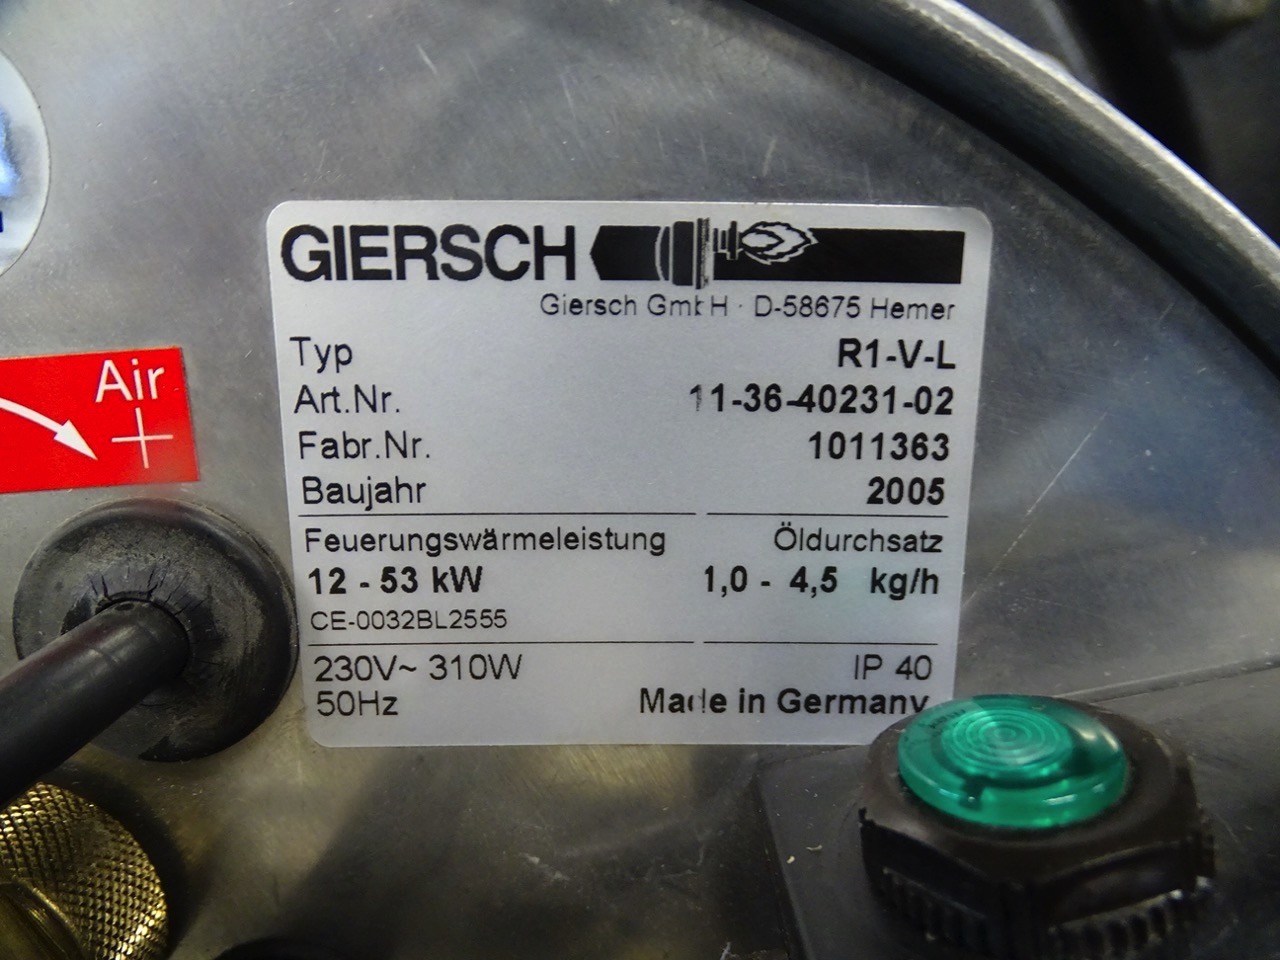 GIERSCH
Giersch GmbH · D-58675 Hemer
Typ R1-V-L
Art.Nr. 11-36-40231-02
Fabr.Nr. 1011363
Baujahr 2005
Feuerungswärmeleistung Öldurchsatz
12 - 53 kW 1,0 - 4,5 kg/h
CE-0032BL2555
230V~ 310W IP 40
50Hz Made in Germany
Air
+